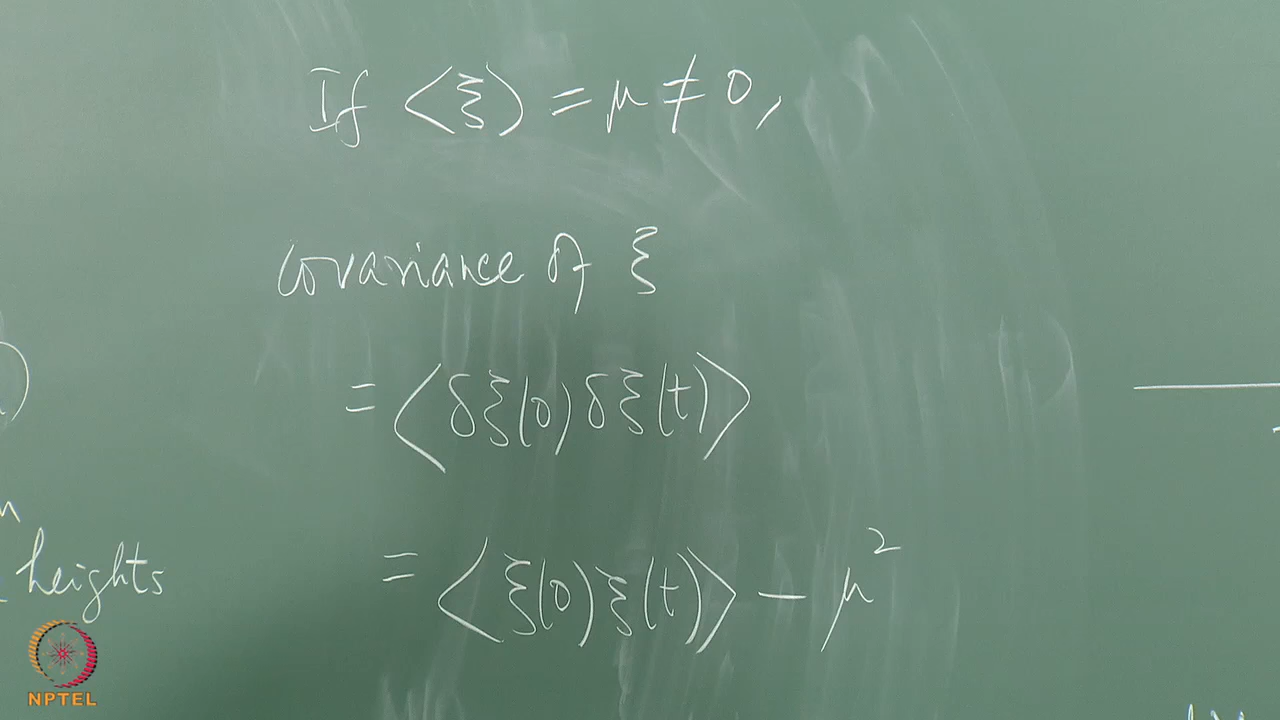 If ⟨ξ⟩ = μ ≠ 0,
covariance of ξ
= ⟨δξ(0) δξ(t)⟩
= ⟨ξ(0) ξ(t)⟩ − μ²
heights
NPTEL